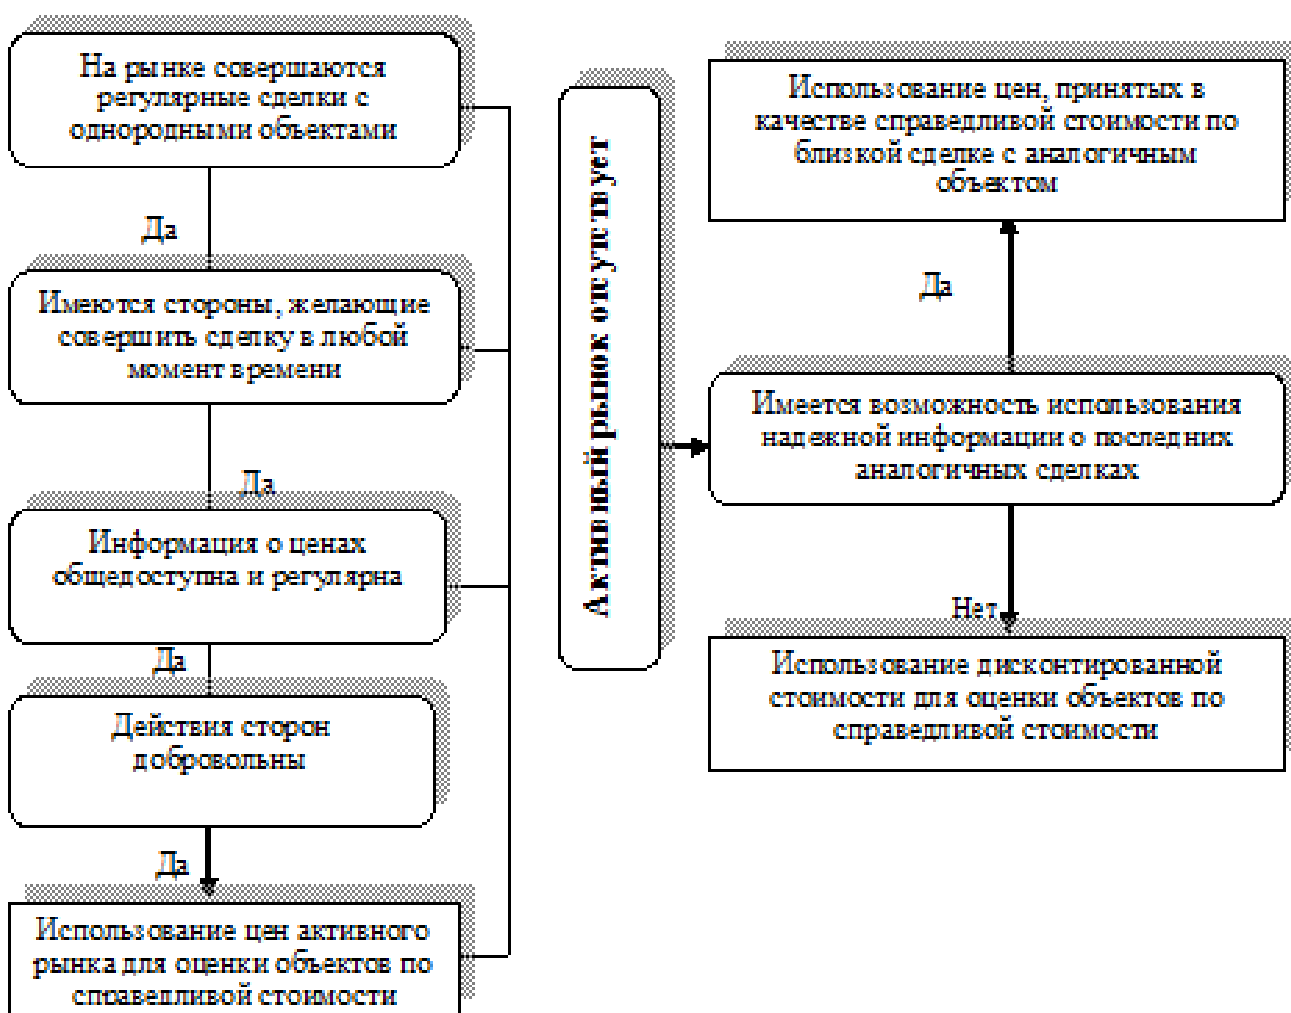 На рынке совершаются
регулярные сделки с
однородными объектами
Да
Имеются стороны, желающие
совершить сделку в любой
момент времени
Да
Информация о ценах
общедоступна и регулярна
Да
Действия сторон
добровольны
Да
Использование цен активного
рынка для оценки объектов по
справедливой стоимости
Активный рынок отсутствует
Использование цен, принятых в
качестве справедливой стоимости по
близкой сделке с аналогичным
объектом
Да
Имеется возможность использования
надежной информации о последних
аналогичных сделках
Нет
Использование дисконтированной
стоимости для оценки объектов по
справедливой стоимости